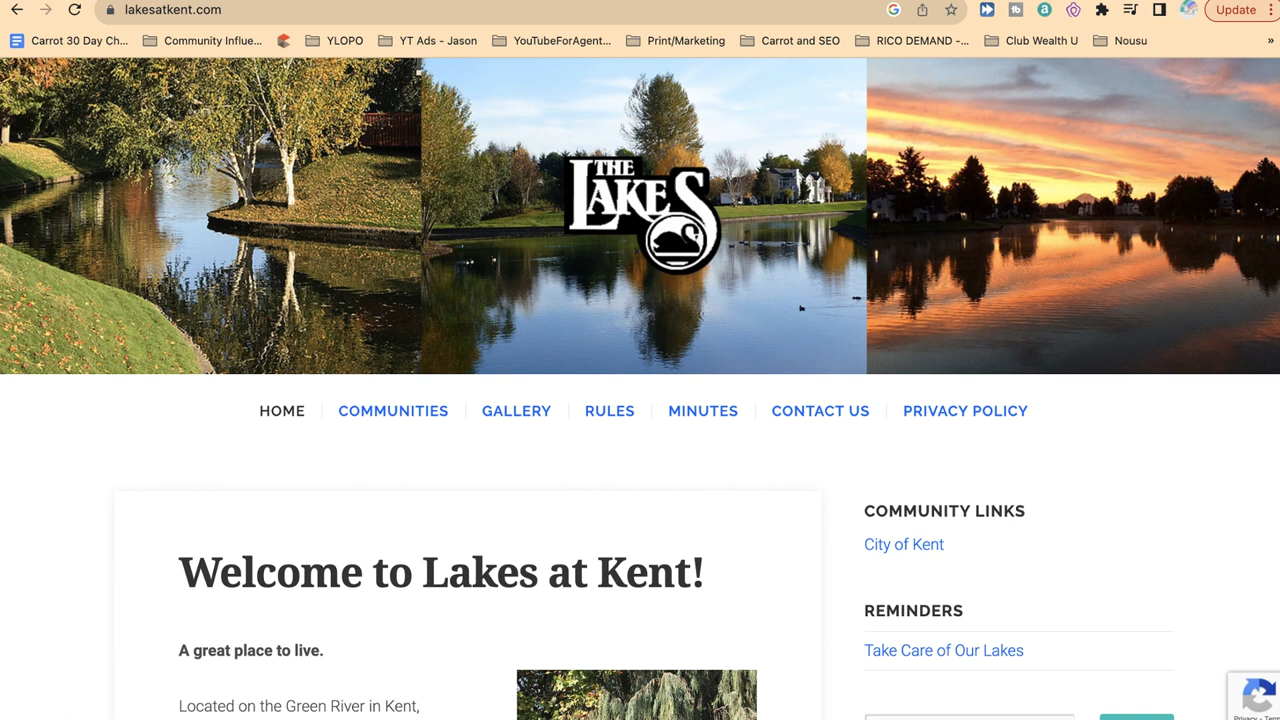 lakesatkent.com
Update
Carrot 30 Day Ch...
Community Influe...
YLOPO
YT Ads - Jason
YouTubeForAgent...
Print/Marketing
Carrot and SEO
RICO DEMAND -...
Club Wealth U
Nousu
»
THE
LAKES
HOME
COMMUNITIES
GALLERY
RULES
MINUTES
CONTACT US
PRIVACY POLICY
Welcome to Lakes at Kent!
A great place to live.
Located on the Green River in Kent,
COMMUNITY LINKS
City of Kent
REMINDERS
Take Care of Our Lakes